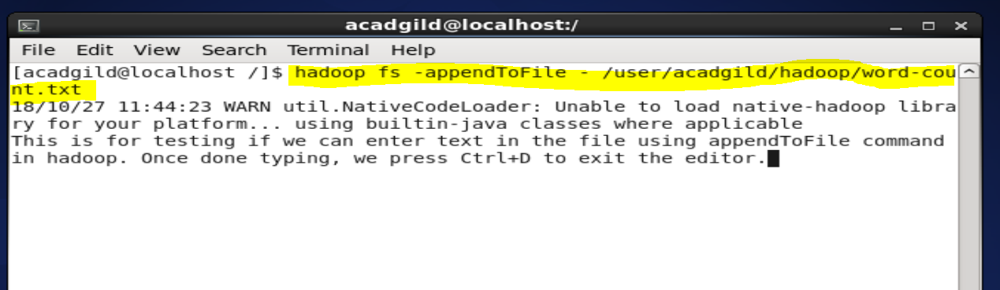 acadgild@localhost:/
File Edit View Search Terminal Help
[acadgild@localhost /]$ hadoop fs -appendToFile - /user/acadgild/hadoop/word-cou
nt.txt
18/10/27 11:44:23 WARN util.NativeCodeLoader: Unable to load native-hadoop libra
ry for your platform... using builtin-java classes where applicable
This is for testing if we can enter text in the file using appendToFile command
in hadoop. Once done typing, we press Ctrl+D to exit the editor.